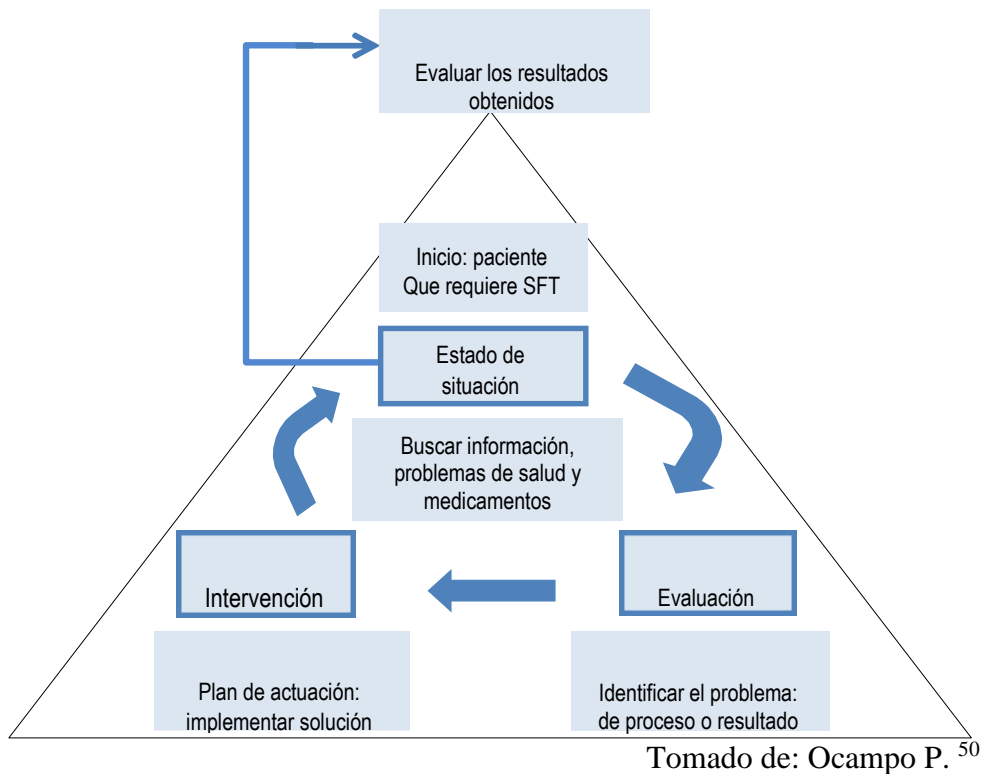 Evaluar los resultados
obtenidos
Inicio: paciente
Que requiere SFT
Estado de
situación
Buscar información,
problemas de salud y
medicamentos
Intervención
Evaluación
Plan de actuación:
implementar solución
Identificar el problema:
de proceso o resultado
Tomado de: Ocampo P. 50